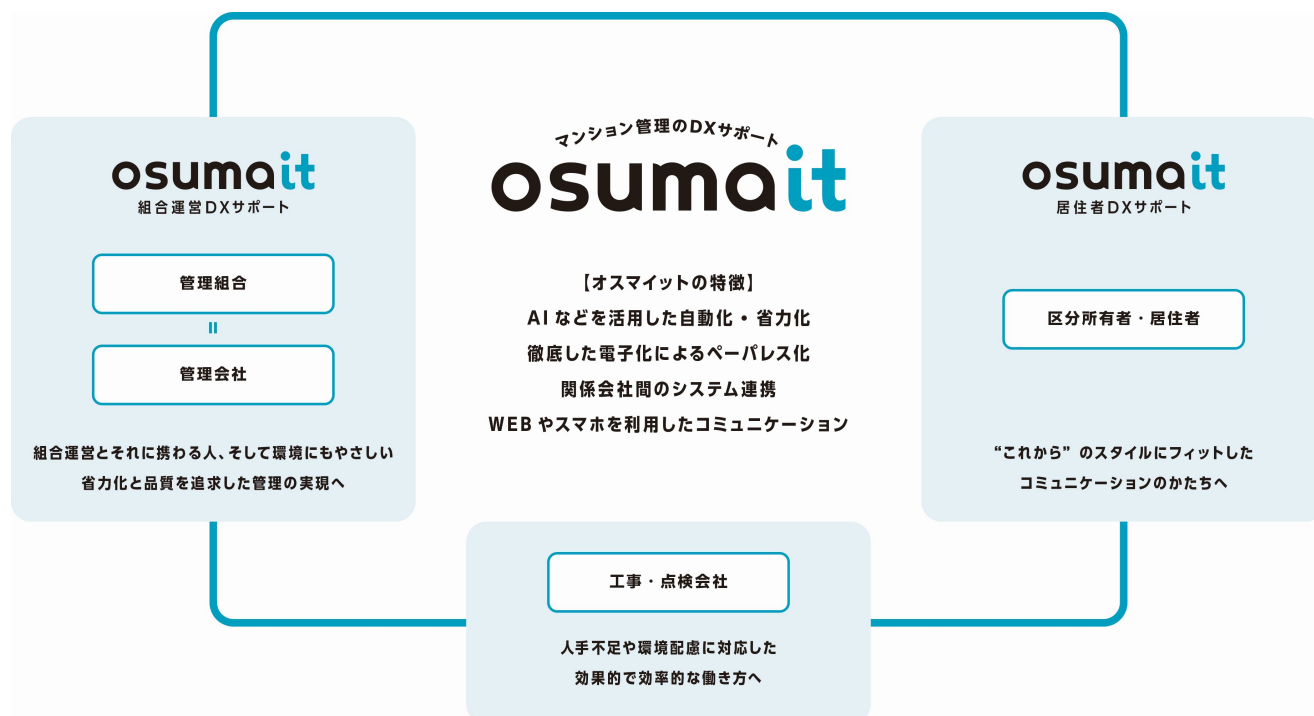 osumait
組合運営DXサポート
管理組合
=
管理会社
組合運営とそれに携わる人、そして環境にもやさしい
省力化と品質を追求した管理の実現へ
マンション管理のDXサポート
osumait
【オスマイットの特徴】
AIなどを活用した自動化・省力化
徹底した電子化によるペーパレス化
関係会社間のシステム連携
WEBやスマホを利用したコミュニケーション
osumait
居住者DXサポート
区分所有者・居住者
“これから”のスタイルにフィットした
コミュニケーションのかたちへ
工事・点検会社
人手不足や環境配慮に対応した
効果的で効率的な働き方へ